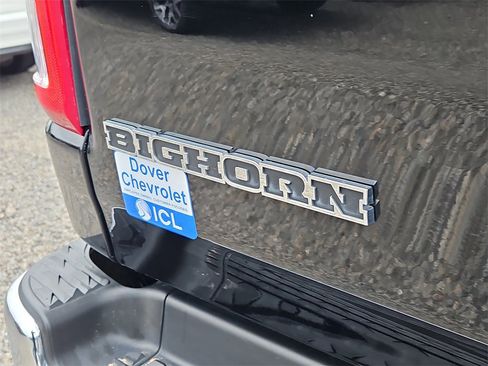 BIGHORN
Dover
Chevrolet
ICL